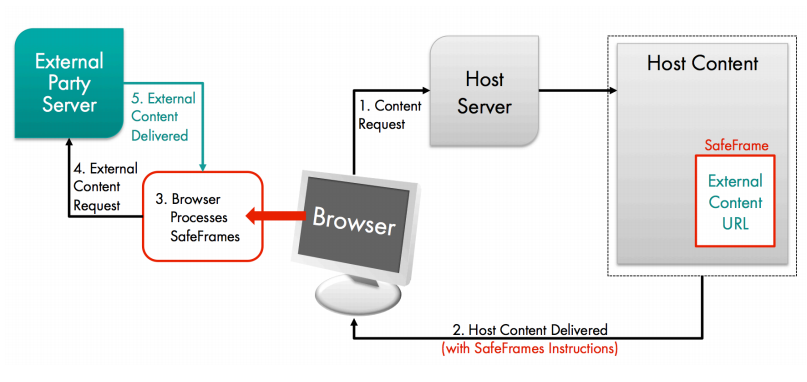 External
Party
Server
5. External
Content
Delivered
4. External
Content
Request
3. Browser
Processes
SafeFrames
Browser
1. Content
Request
Host
Server
Host Content
SafeFrame
External
Content
URL
2. Host Content Delivered
(with SafeFrames Instructions)